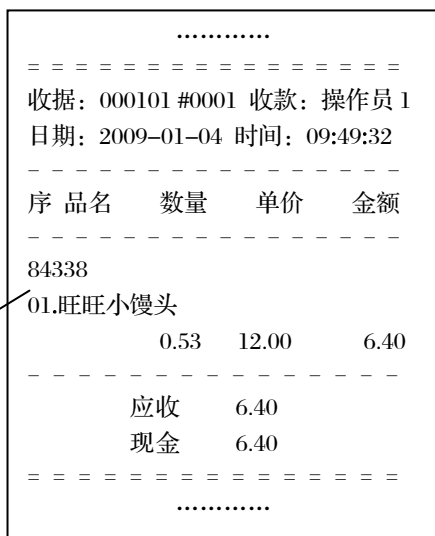 …………
= = = = = = = = = = = = = = = =
收据：000101 #0001 收款：操作员 1
日期：2009–01–04 时间：09:49:32
– – – – – – – – – – – – – – – –
序 品名 数量 单价 金额
– – – – – – – – – – – – – – – –
84338
01.旺旺小馒头
0.53 12.00 6.40
– – – – – – – – – – – – – – – –
应收 6.40
现金 6.40
= = = = = = = = = = = = = = = =
…………